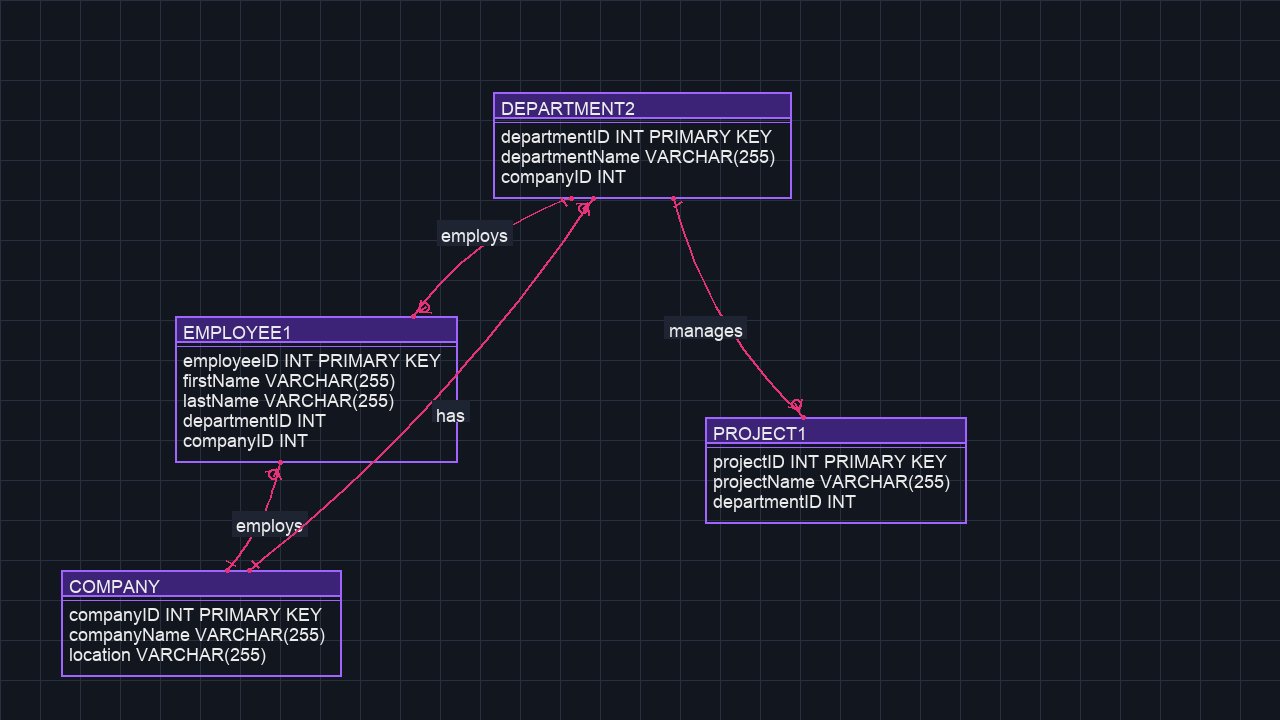 DEPARTMENT2
departmentID INT PRIMARY KEY
departmentName VARCHAR(255)
companyID INT
employs
EMPLOYEE1
employeeID INT PRIMARY KEY
firstName VARCHAR(255)
lastName VARCHAR(255)
departmentID INT
companyID INT
has
manages
PROJECT1
projectID INT PRIMARY KEY
projectName VARCHAR(255)
departmentID INT
employs
COMPANY
companyID INT PRIMARY KEY
companyName VARCHAR(255)
location VARCHAR(255)